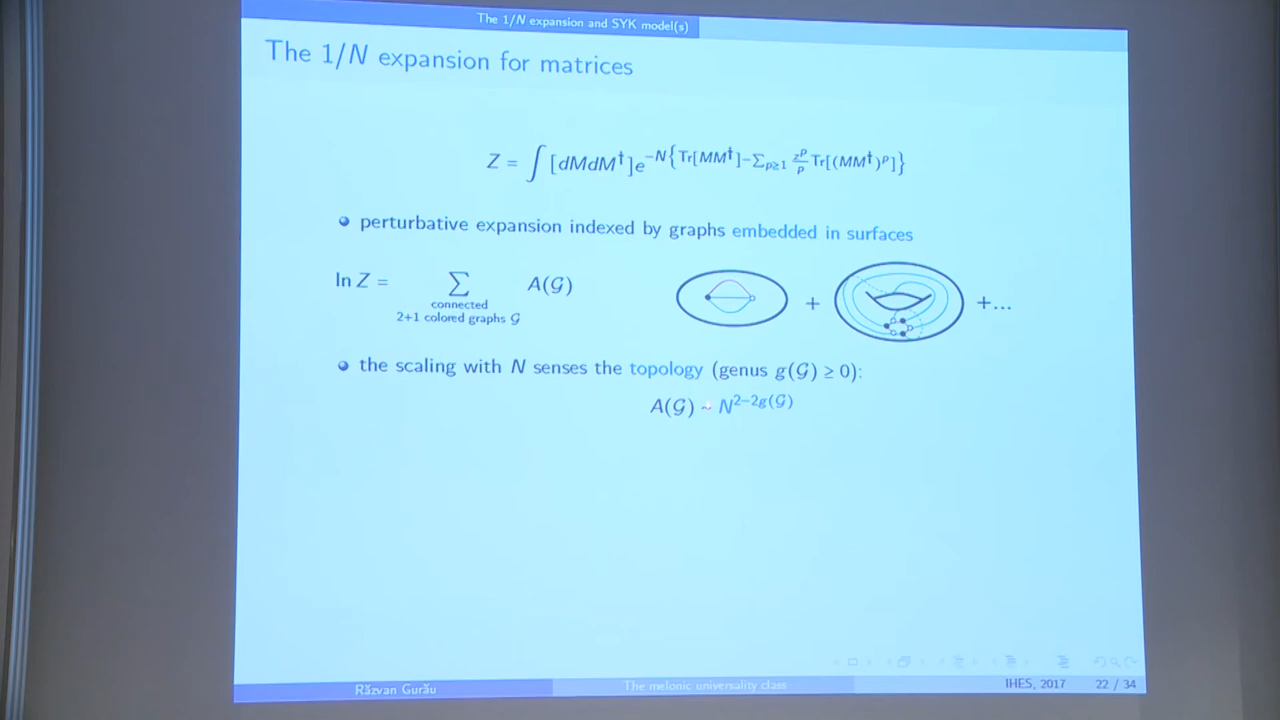 The 1/N expansion and SYK model(s)
The 1/N expansion for matrices
Z = ∫ [dMdM†]e^{-N{Tr[MM†]-∑_{p≥1} \frac{z^p}{p} Tr[(MM†)^p]}}
perturbative expansion indexed by graphs embedded in surfaces
ln Z = ∑ A(𝒢)
connected
2+1 colored graphs 𝒢
+ +...
the scaling with N senses the topology (genus g(𝒢) ≥ 0):
A(𝒢) ~ N^{2-2g(𝒢)}
Răzvan Gurău The melonic universality class IHES, 2017 22 / 34